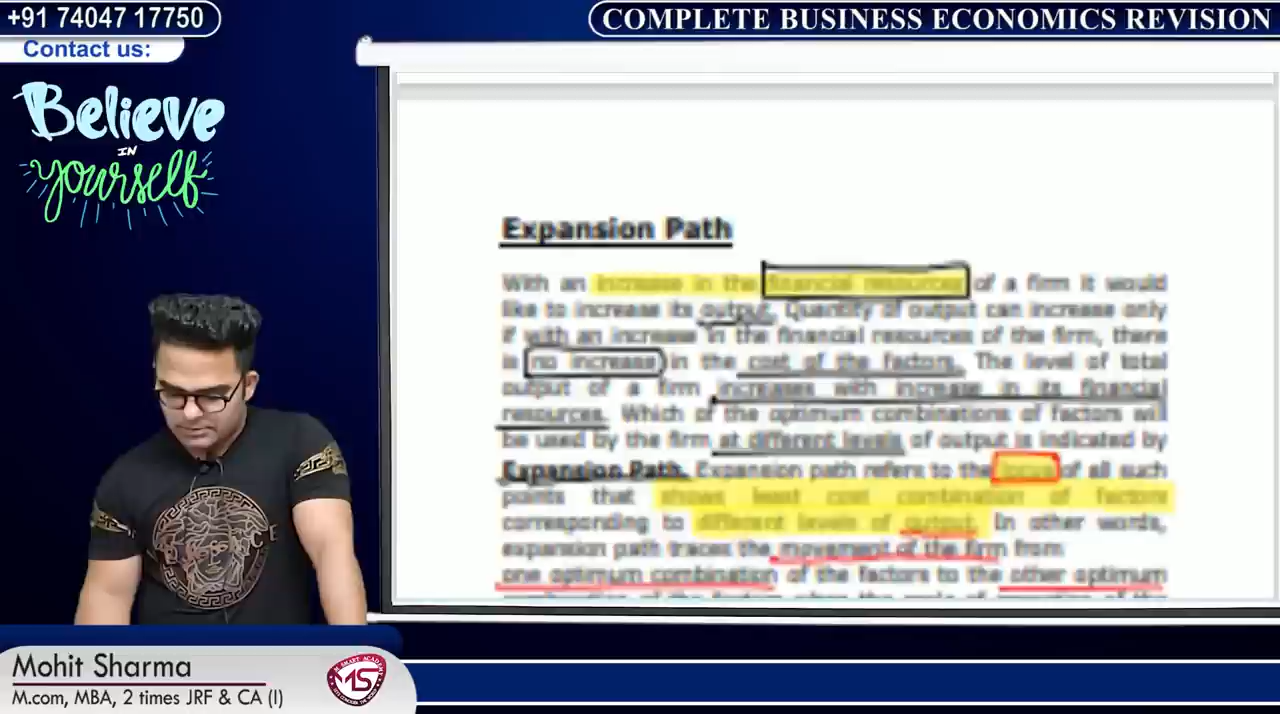 +91 74047 17750
COMPLETE BUSINESS ECONOMICS REVISION
Contact us:
Believe
IN
yourself
Expansion Path
With an increase in the financial resources of a firm it would
like to increase its output. Quantity of output can increase only
if with an increase in the financial resources of the firm, there
is no increase in the cost of the factors. The level of total
output of a firm increases with increase in its financial
resources. Which of the optimum combinations of factors will
be used by the firm at different levels of output is indicated by
Expansion Path. Expansion path refers to the locus of all such
points that shows least cost combination of factors
corresponding to different levels of output. In other words,
expansion path traces the movement of the firm from
one optimum combination of the factors to the other optimum
Mohit Sharma
M.com, MBA, 2 times JRF & CA (I)
MS